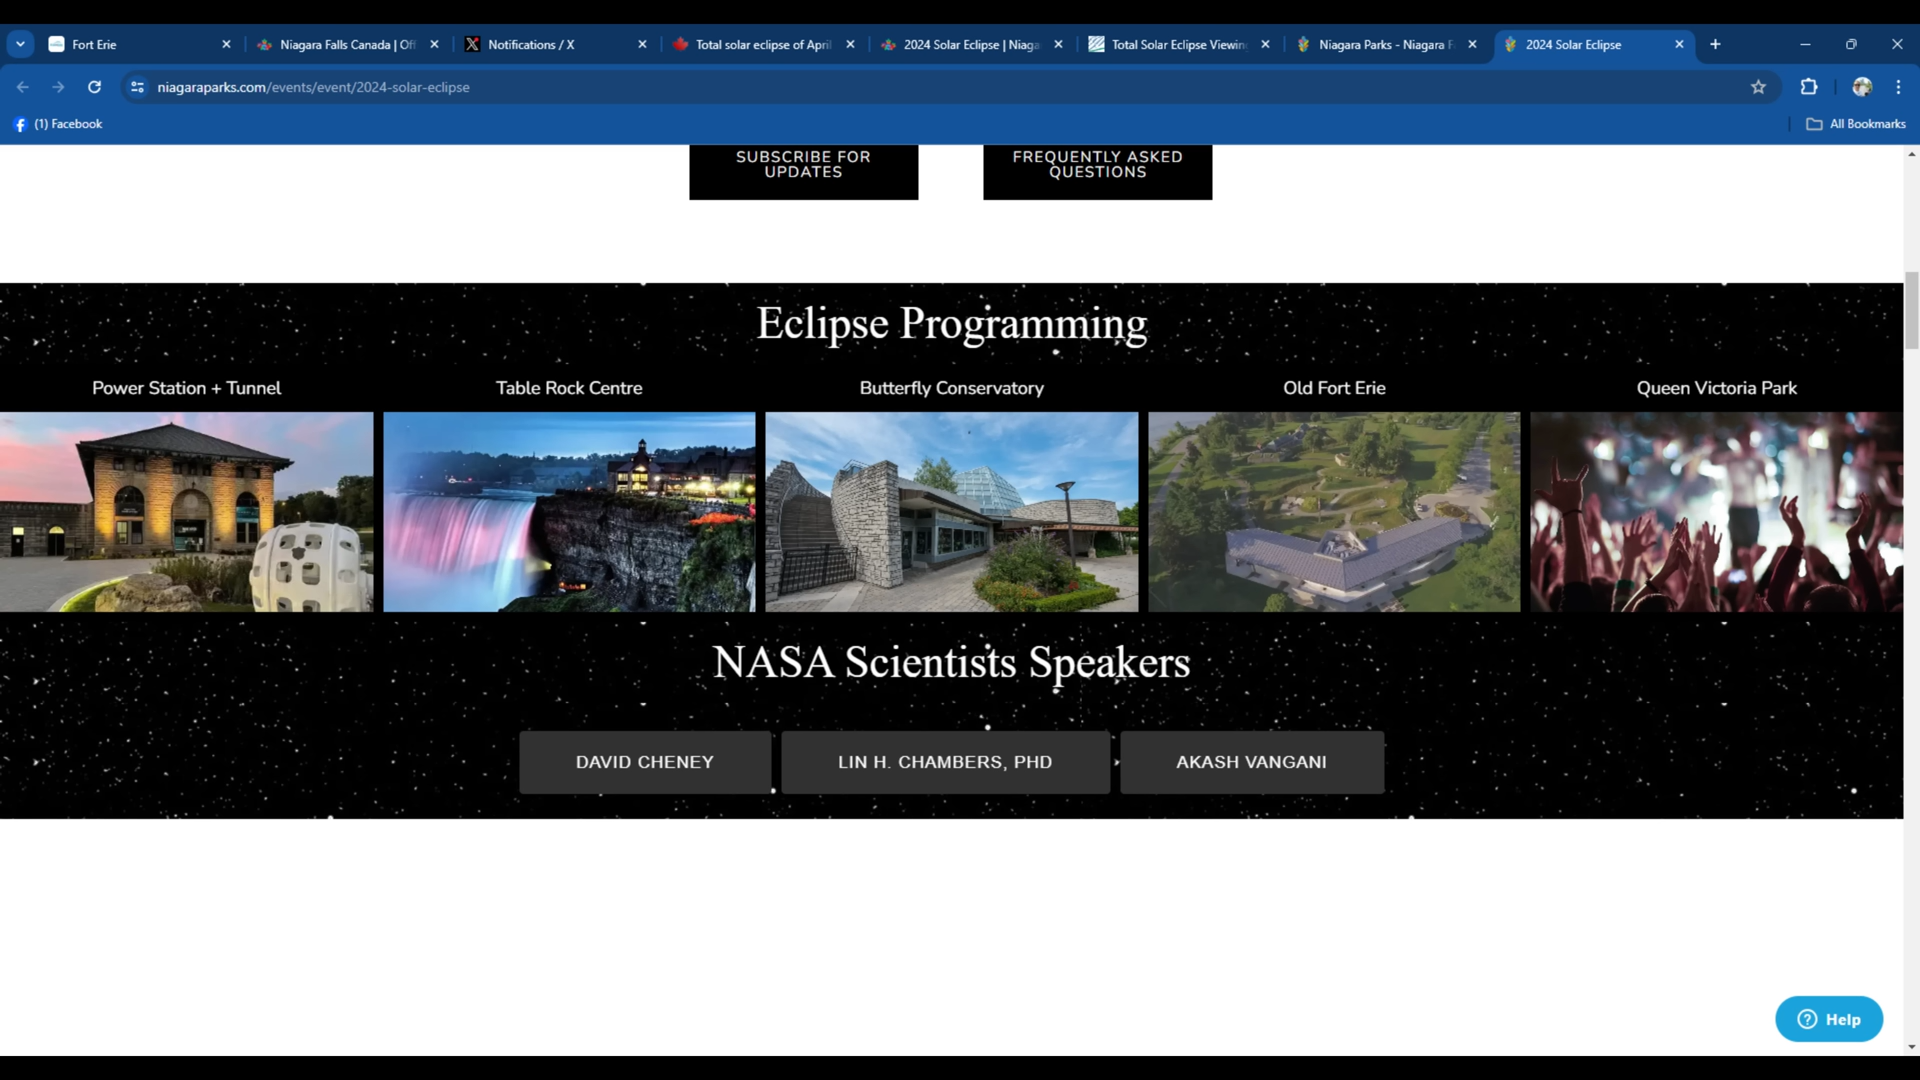 Fort Erie
Niagara Falls Canada | Of
Notifications / X
Total solar eclipse of April
2024 Solar Eclipse | Niaga
Total Solar Eclipse Viewin
Niagara Parks - Niagara F
2024 Solar Eclipse
niagaraparks.com/events/event/2024-solar-eclipse
(1) Facebook
All Bookmarks
SUBSCRIBE FOR
UPDATES
FREQUENTLY ASKED
QUESTIONS
Eclipse Programming
Power Station + Tunnel
Table Rock Centre
Butterfly Conservatory
Old Fort Erie
Queen Victoria Park
NASA Scientists Speakers
DAVID CHENEY
LIN H. CHAMBERS, PHD
AKASH VANGANI
Help